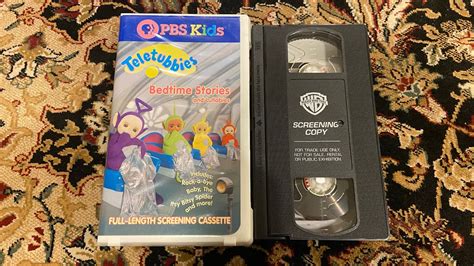 PBS Kids
Teletubbies
Bedtime Stories
and Lullabies
Includes:
Rock-a-Bye
Baby, The
Itsy Bitsy Spider
and more!
FULL-LENGTH SCREENING CASSETTE
WB
SCREENING
COPY
FOR TRADE USE ONLY.
NOT FOR SALE, RENTAL
OR PUBLIC EXHIBITION.